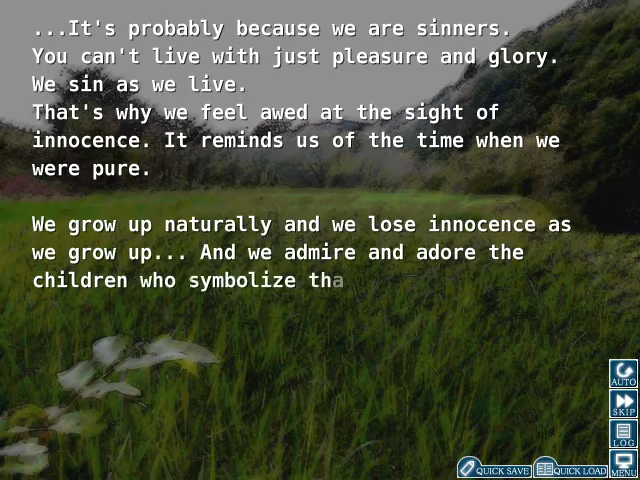 ...It's probably because we are sinners.
You can't live with just pleasure and glory.
We sin as we live.
That's why we feel awed at the sight of
innocence. It reminds us of the time when we
were pure.
We grow up naturally and we lose innocence as
we grow up... And we admire and adore the
children who symbolize tha
AUTO
SKIP
LOG
MENU
QUICK SAVE
QUICK LOAD